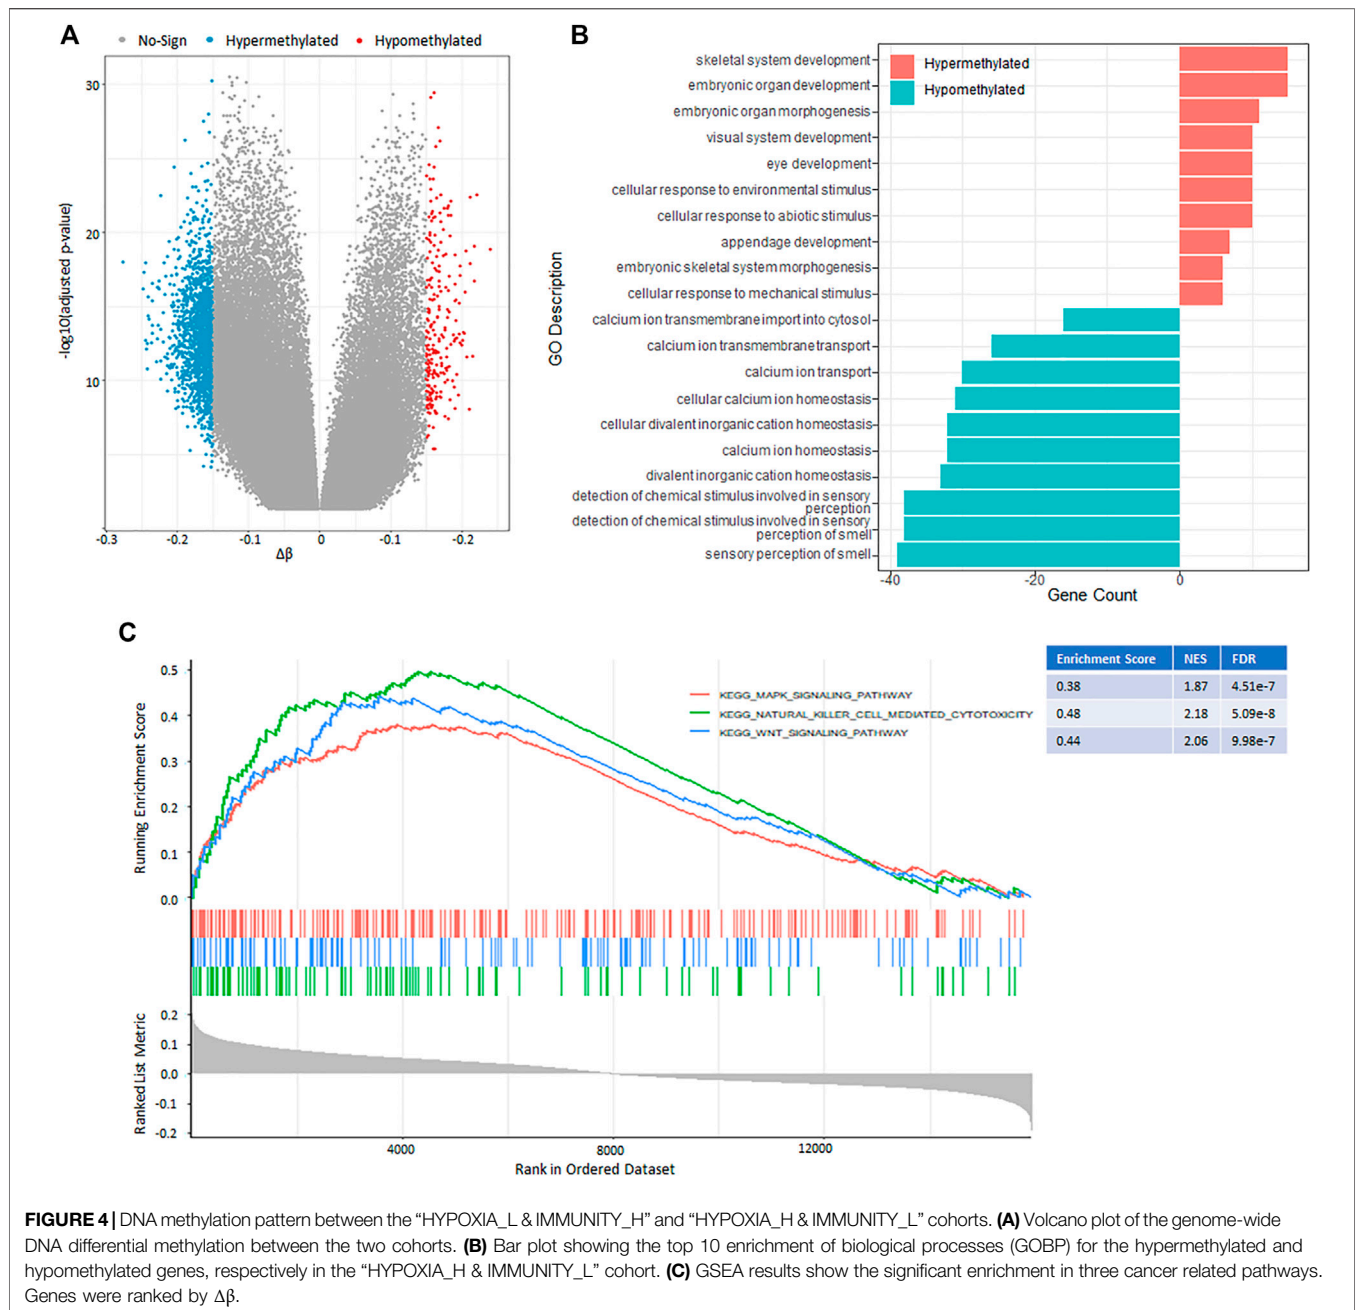 A
No-Sign
Hypermethylated
Hypomethylated
-log10(adjusted p-value)
30
20
10
-0.3
-0.2
-0.1
0
-0.1
-0.2
Δβ
B
GO Description
skeletal system development
embryonic organ development
embryonic organ morphogenesis
visual system development
eye development
cellular response to environmental stimulus
cellular response to abiotic stimulus
appendage development
embryonic skeletal system morphogenesis
cellular response to mechanical stimulus
calcium ion transmembrane import into cytosol
calcium ion transmembrane transport
calcium ion transport
cellular calcium ion homeostasis
cellular divalent inorganic cation homeostasis
calcium ion homeostasis
divalent inorganic cation homeostasis
detection of chemical stimulus involved in sensory
perception
detection of chemical stimulus involved in sensory
perception of smell
sensory perception of smell
Hypermethylated
Hypomethylated
-40
-20
0
Gene Count
C
Running Enrichment Score
0.5
0.4
0.3
0.2
0.1
0.0
KEGG_MAPK_SIGNALING_PATHWAY
KEGG_NATURAL_KILLER_CELL_MEDIATED_CYTOTOXICITY
KEGG_WNT_SIGNALING_PATHWAY
Enrichment Score NES FDR
0.38 1.87 4.51e-7
0.48 2.18 5.09e-8
0.44 2.06 9.98e-7
Ranked List Metric
0.2
0.1
0.0
-0.1
-0.2
4000
8000
12000
Rank in Ordered Dataset
FIGURE 4 | DNA methylation pattern between the “HYPOXIA_L & IMMUNITY_H” and “HYPOXIA_H & IMMUNITY_L” cohorts. (A) Volcano plot of the genome-wide
DNA differential methylation between the two cohorts. (B) Bar plot showing the top 10 enrichment of biological processes (GOBP) for the hypermethylated and
hypomethylated genes, respectively in the “HYPOXIA_H & IMMUNITY_L” cohort. (C) GSEA results show the significant enrichment in three cancer related pathways.
Genes were ranked by Δβ.